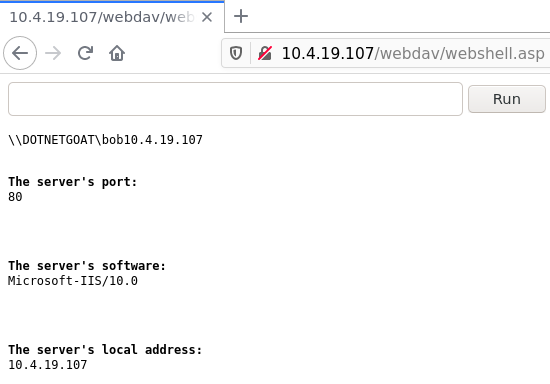 10.4.19.107/webdav/web
10.4.19.107/webdav/webshell.asp
Run
\\DOTNETGOAT\bob10.4.19.107
The server's port:
80
The server's software:
Microsoft-IIS/10.0
The server's local address:
10.4.19.107